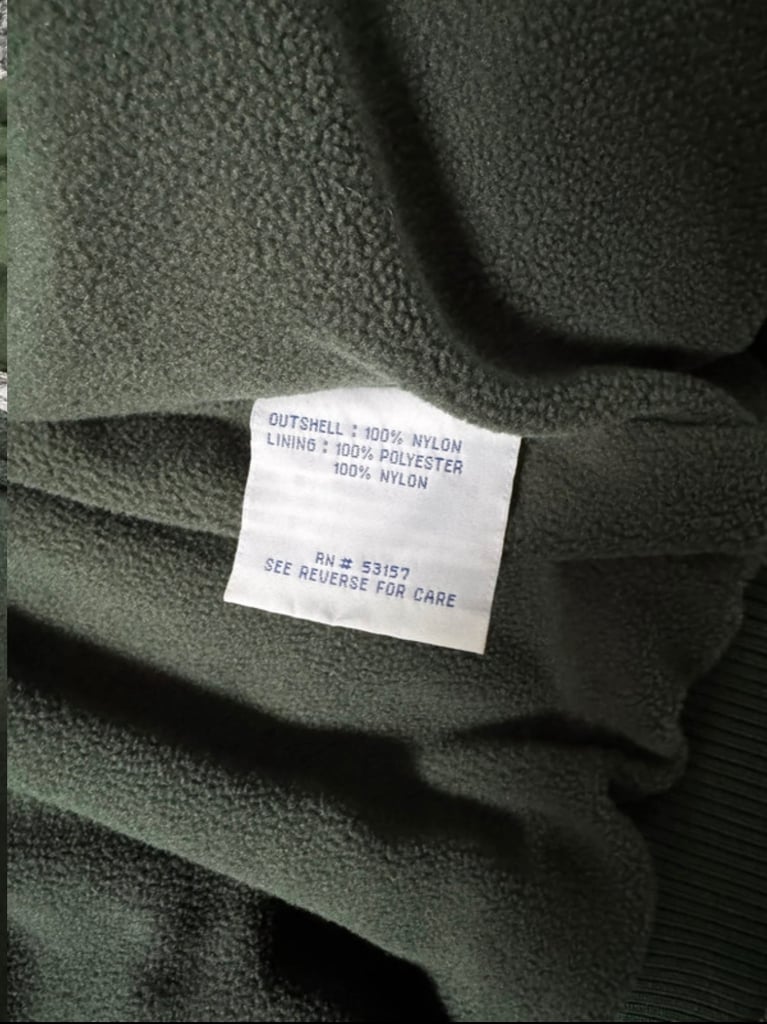 OUTSHELL : 100% NYLON
LINING : 100% POLYESTER
100% NYLON
RN # 53157
SEE REVERSE FOR CARE